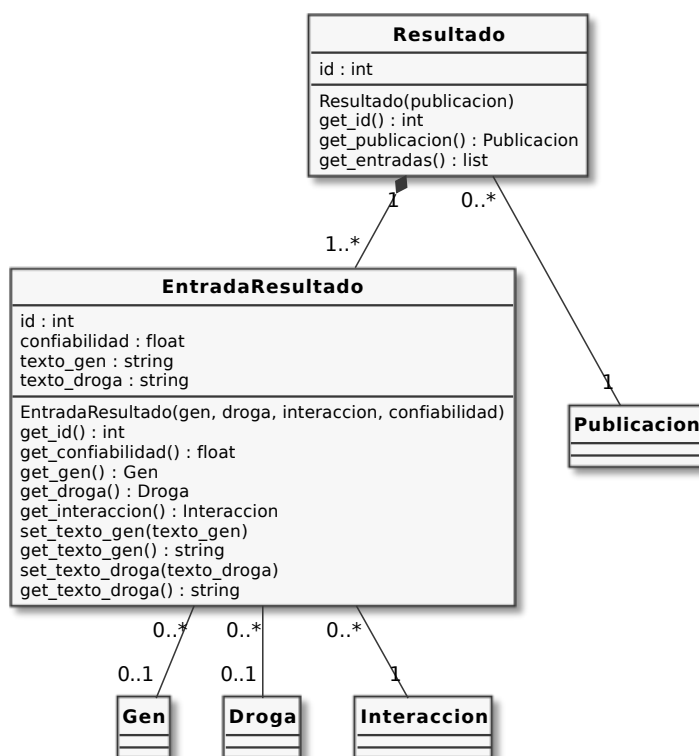 Resultado
id : int
Resultado(publicacion)
get_id() : int
get_publicacion() : Publicacion
get_entradas() : list
1
0..*
1..*
EntradaResultado
id : int
confiabilidad : float
texto_gen : string
texto_droga : string
EntradaResultado(gen, droga, interaccion, confiabilidad)
get_id() : int
get_confiabilidad() : float
get_gen() : Gen
get_droga() : Droga
get_interaccion() : Interaccion
set_texto_gen(texto_gen)
get_texto_gen() : string
set_texto_droga(texto_droga)
get_texto_droga() : string
1
Publicacion
0..*
0..*
0..*
0..1
0..1
1
Gen
Droga
Interaccion